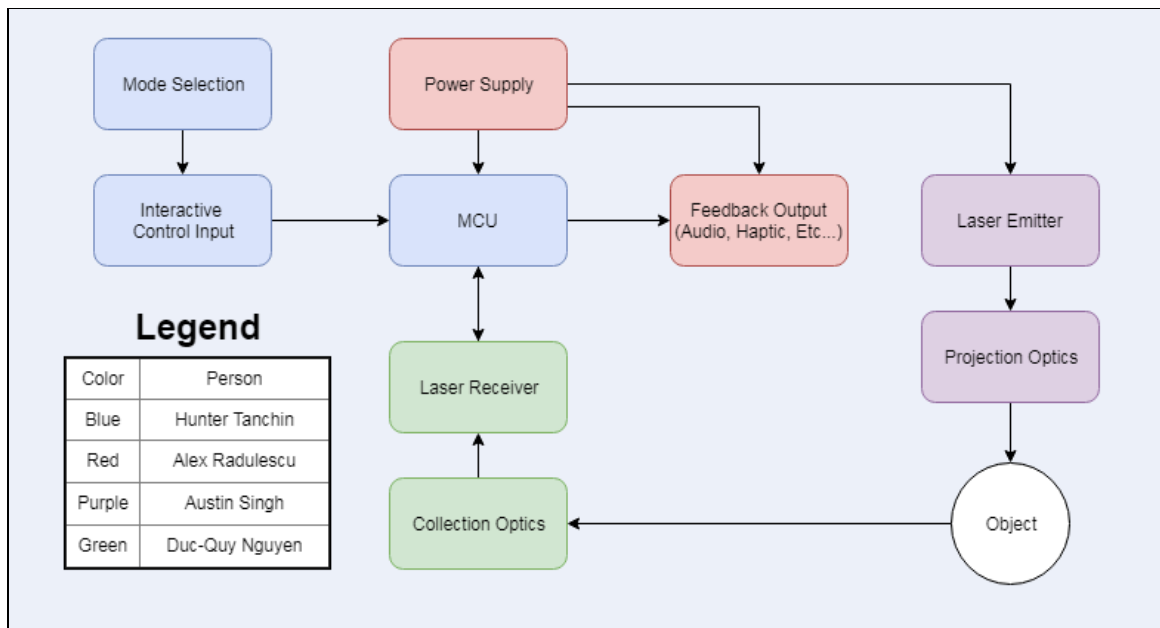 Mode Selection
Power Supply
Interactive
Control Input
MCU
Feedback Output
(Audio, Haptic, Etc...)
Laser Emitter
Legend
Color Person
Blue Hunter Tanchin
Red Alex Radulescu
Purple Austin Singh
Green Duc-Quy Nguyen
Laser Receiver
Projection Optics
Collection Optics
Object